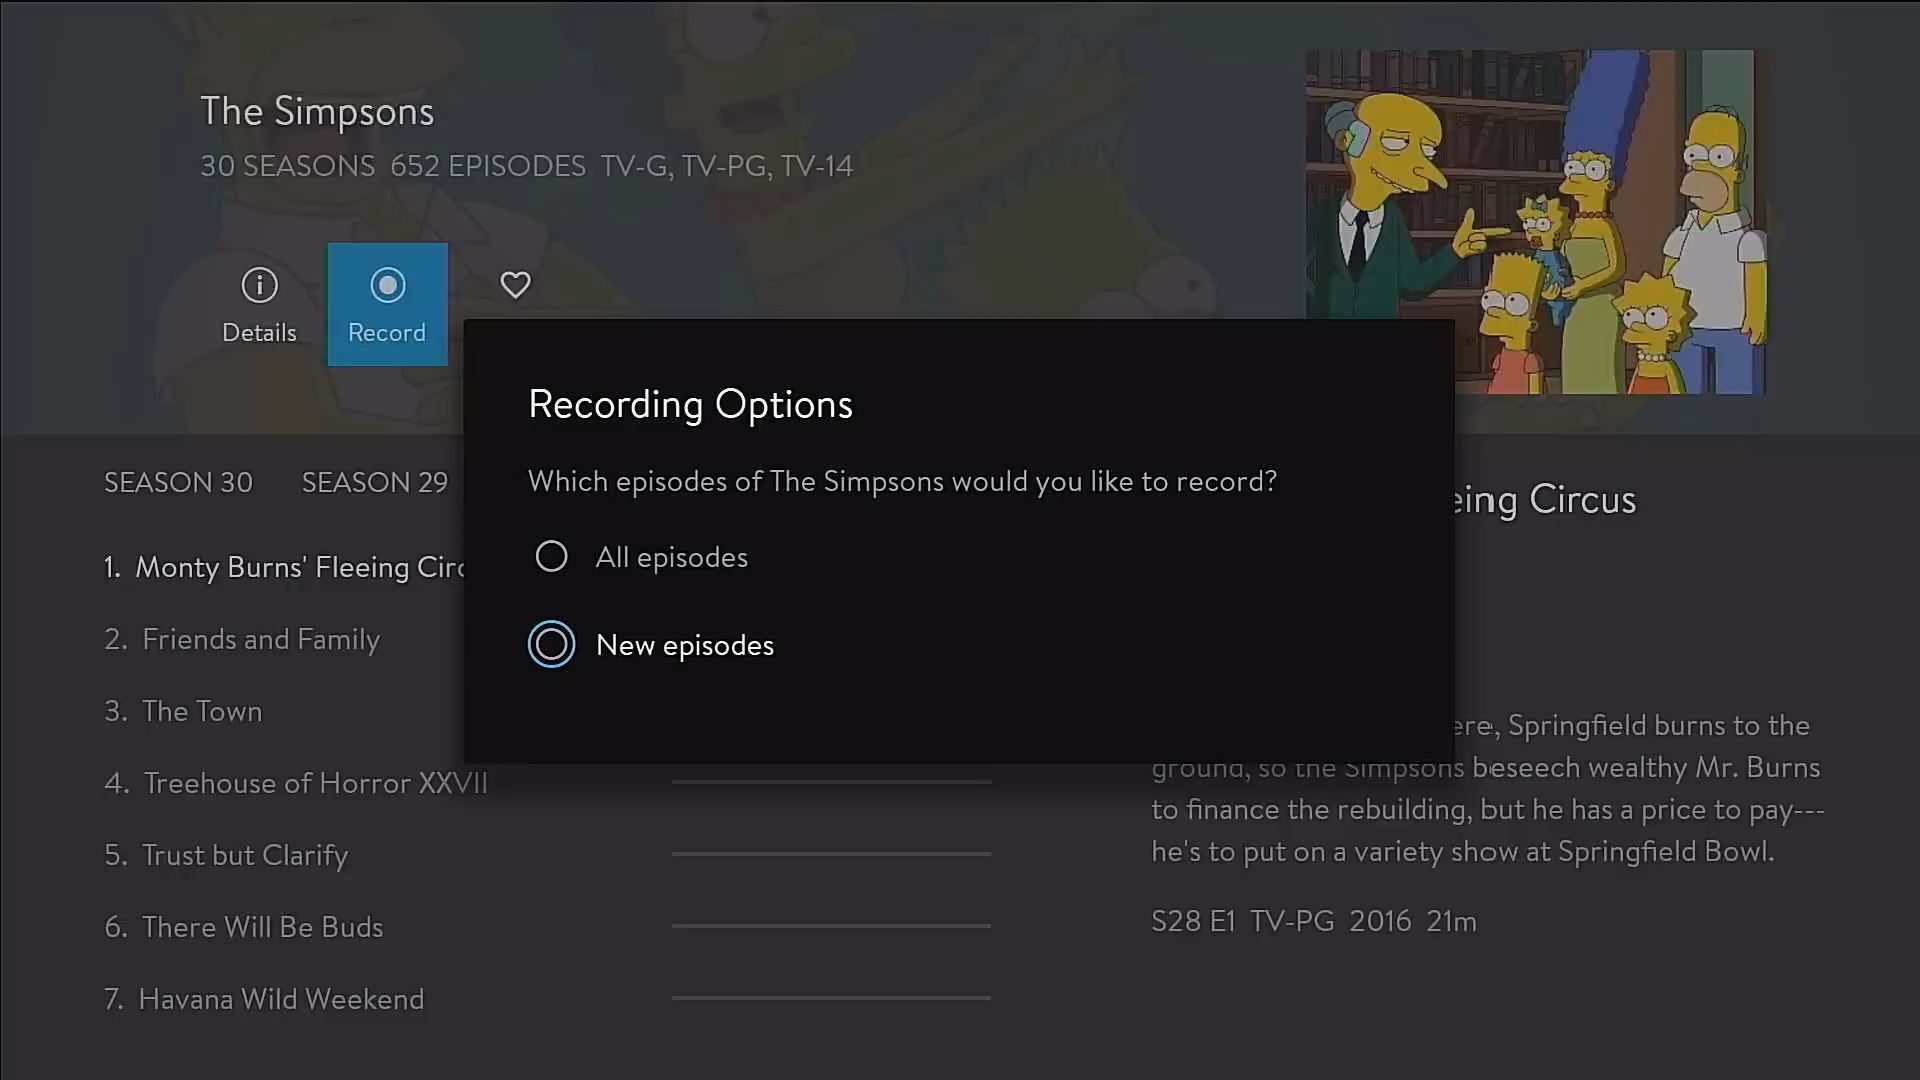 The Simpsons
30 SEASONS 652 EPISODES TV-G, TV-PG, TV-14
Details
Record
Recording Options
Which episodes of The Simpsons would you like to record?
All episodes
New episodes
SEASON 30 SEASON 29
1. Monty Burns' Fleeing Circ
2. Friends and Family
3. The Town
4. Treehouse of Horror XXVII
5. Trust but Clarify
6. There Will Be Buds
7. Havana Wild Weekend
eing Circus
ere, Springfield burns to the
ground, so the Simpsons beseech wealthy Mr. Burns
to finance the rebuilding, but he has a price to pay---
he's to put on a variety show at Springfield Bowl.
S28 E1 TV-PG 2016 21m